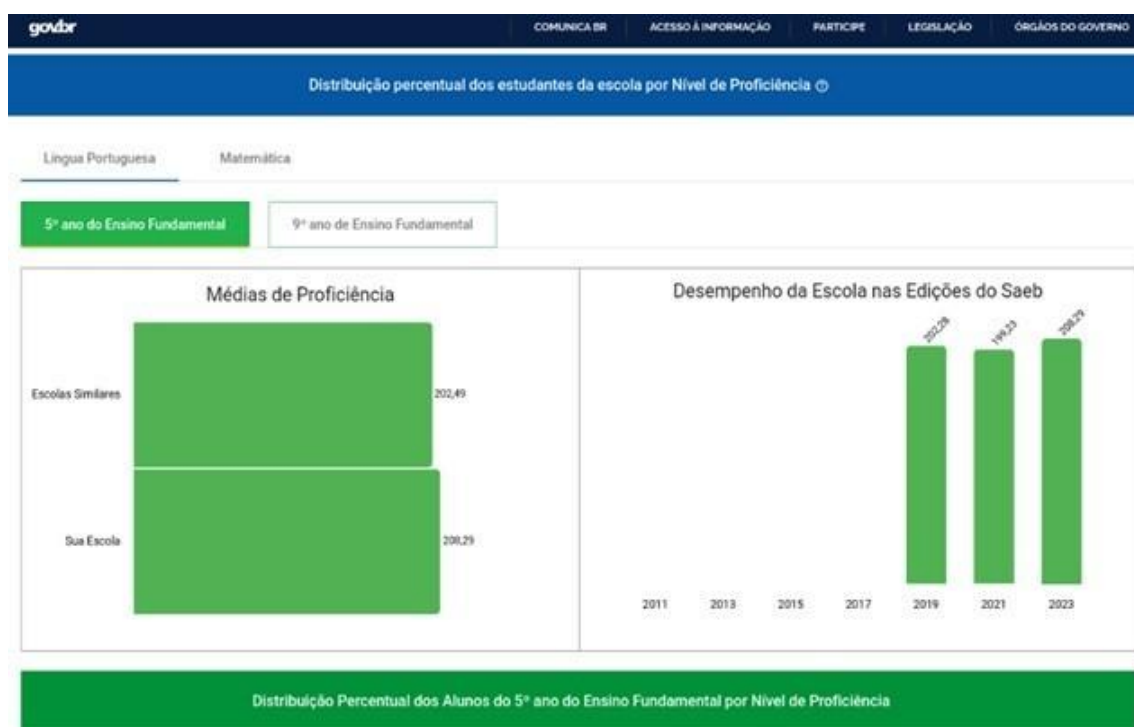 govbr COMUNICA BR ACESSO À INFORMAÇÃO PARTICIPE LEGISLAÇÃO ÓRGÃOS DO GOVERNO
Distribuição percentual dos estudantes da escola por Nível de Proficiência
Língua Portuguesa Matemática
5º ano do Ensino Fundamental 9º ano de Ensino Fundamental
Médias de Proficiência
Escolas Similares 202,49
Sua Escola 208,29
Desempenho da Escola nas Edições do Saeb
202,28 199,23 208,29
2011 2013 2015 2017 2019 2021 2023
Distribuição Percentual dos Alunos do 5º ano do Ensino Fundamental por Nível de Proficiência